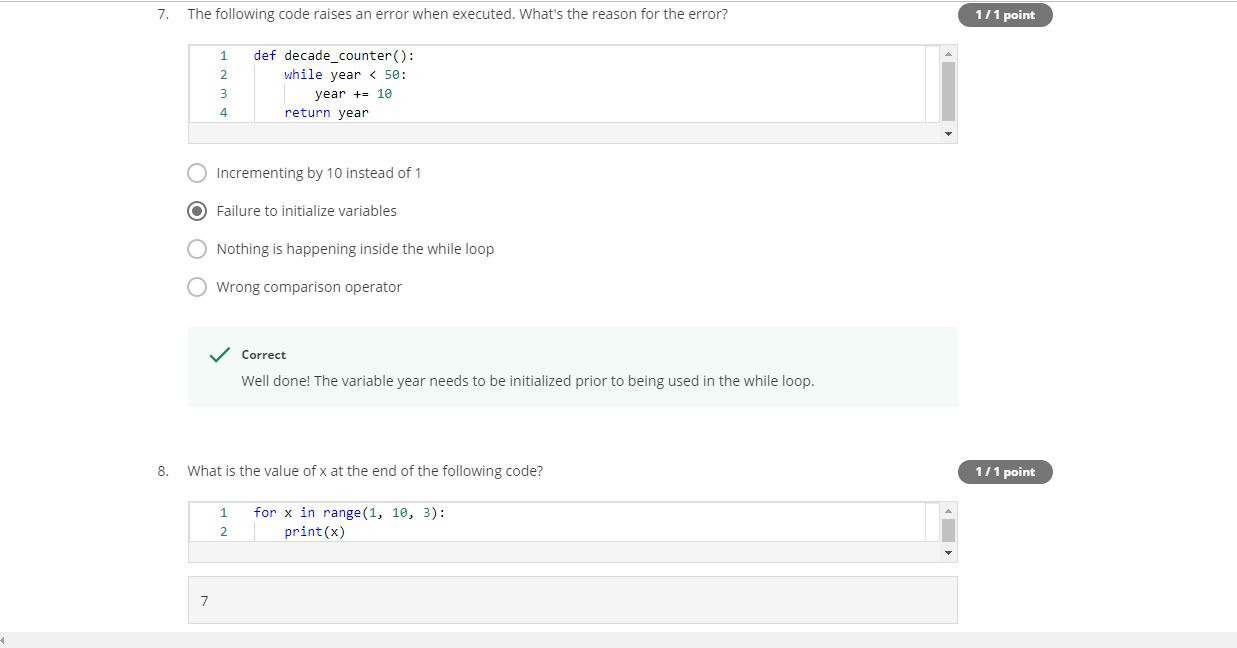 7. The following code raises an error when executed. What's the reason for the error?
1 / 1 point
1 def decade_counter():
2 while year < 50:
3 year += 10
4 return year
Incrementing by 10 instead of 1
Failure to initialize variables
Nothing is happening inside the while loop
Wrong comparison operator
Correct
Well done! The variable year needs to be initialized prior to being used in the while loop.
8. What is the value of x at the end of the following code?
1 / 1 point
1 for x in range(1, 10, 3):
2 print(x)
7